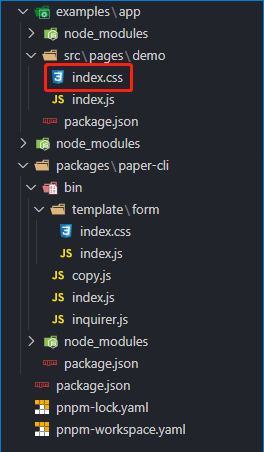 examples\app
node_modules
src\pages\demo
index.css
JS index.js
package.json
node_modules
packages\paper-cli
bin
template\form
index.css
JS index.js
JS copy.js
JS index.js
JS inquirer.js
node_modules
package.json
package.json
pnpm-lock.yaml
pnpm-workspace.yaml